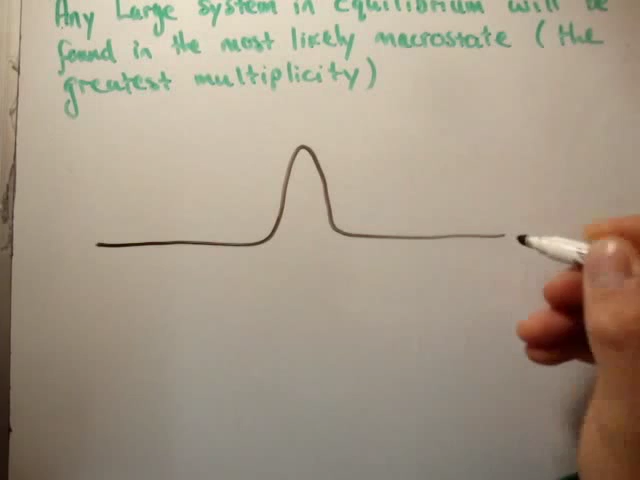 Any Large system in equilibrium will be
found in the most likely macrostate (the
greatest multiplicity)